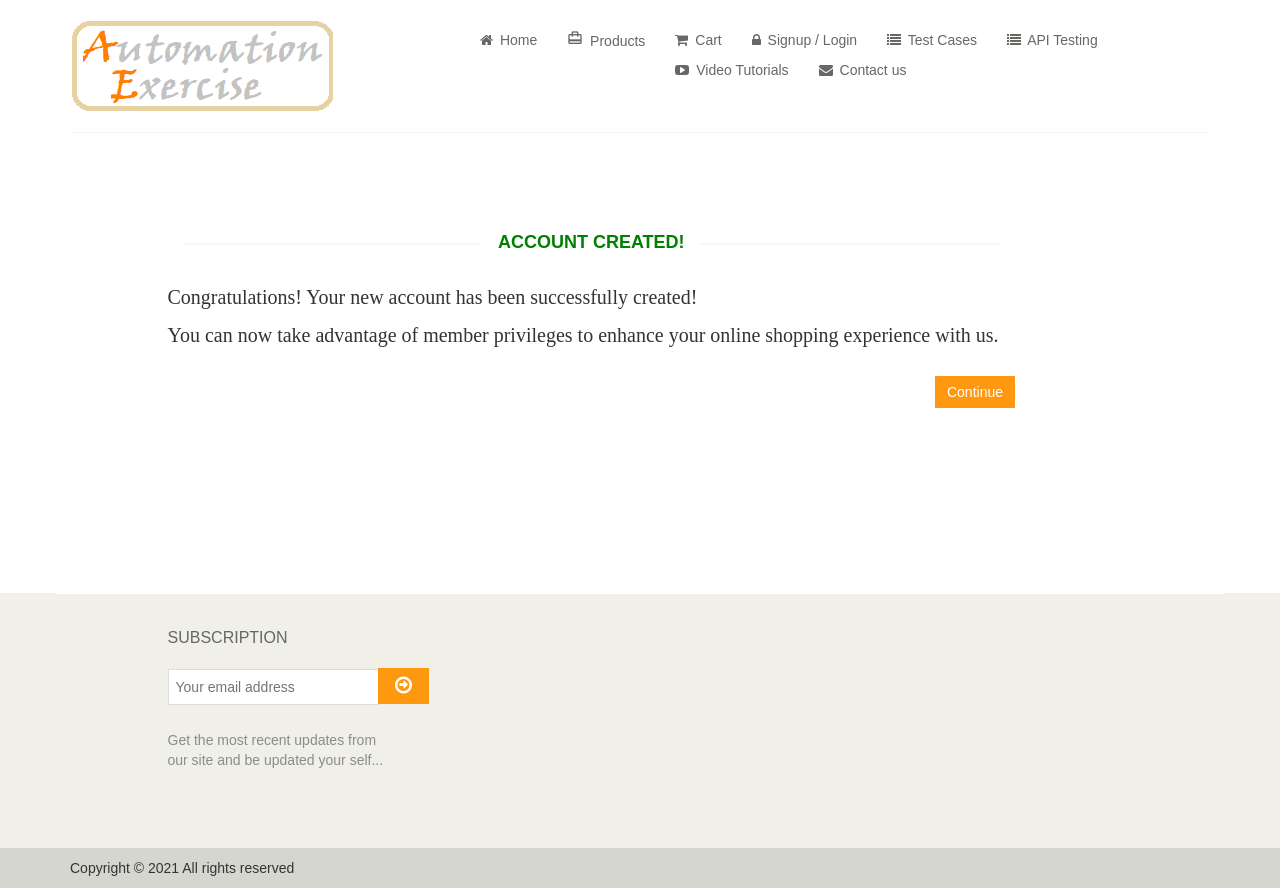 Automation
Exercise
Home
Products
Cart
Signup / Login
Test Cases
API Testing
Video Tutorials
Contact us
ACCOUNT CREATED!
Congratulations! Your new account has been successfully created!
You can now take advantage of member privileges to enhance your online shopping experience with us.
Continue
SUBSCRIPTION
Your email address
Get the most recent updates from
our site and be updated your self...
Copyright © 2021 All rights reserved